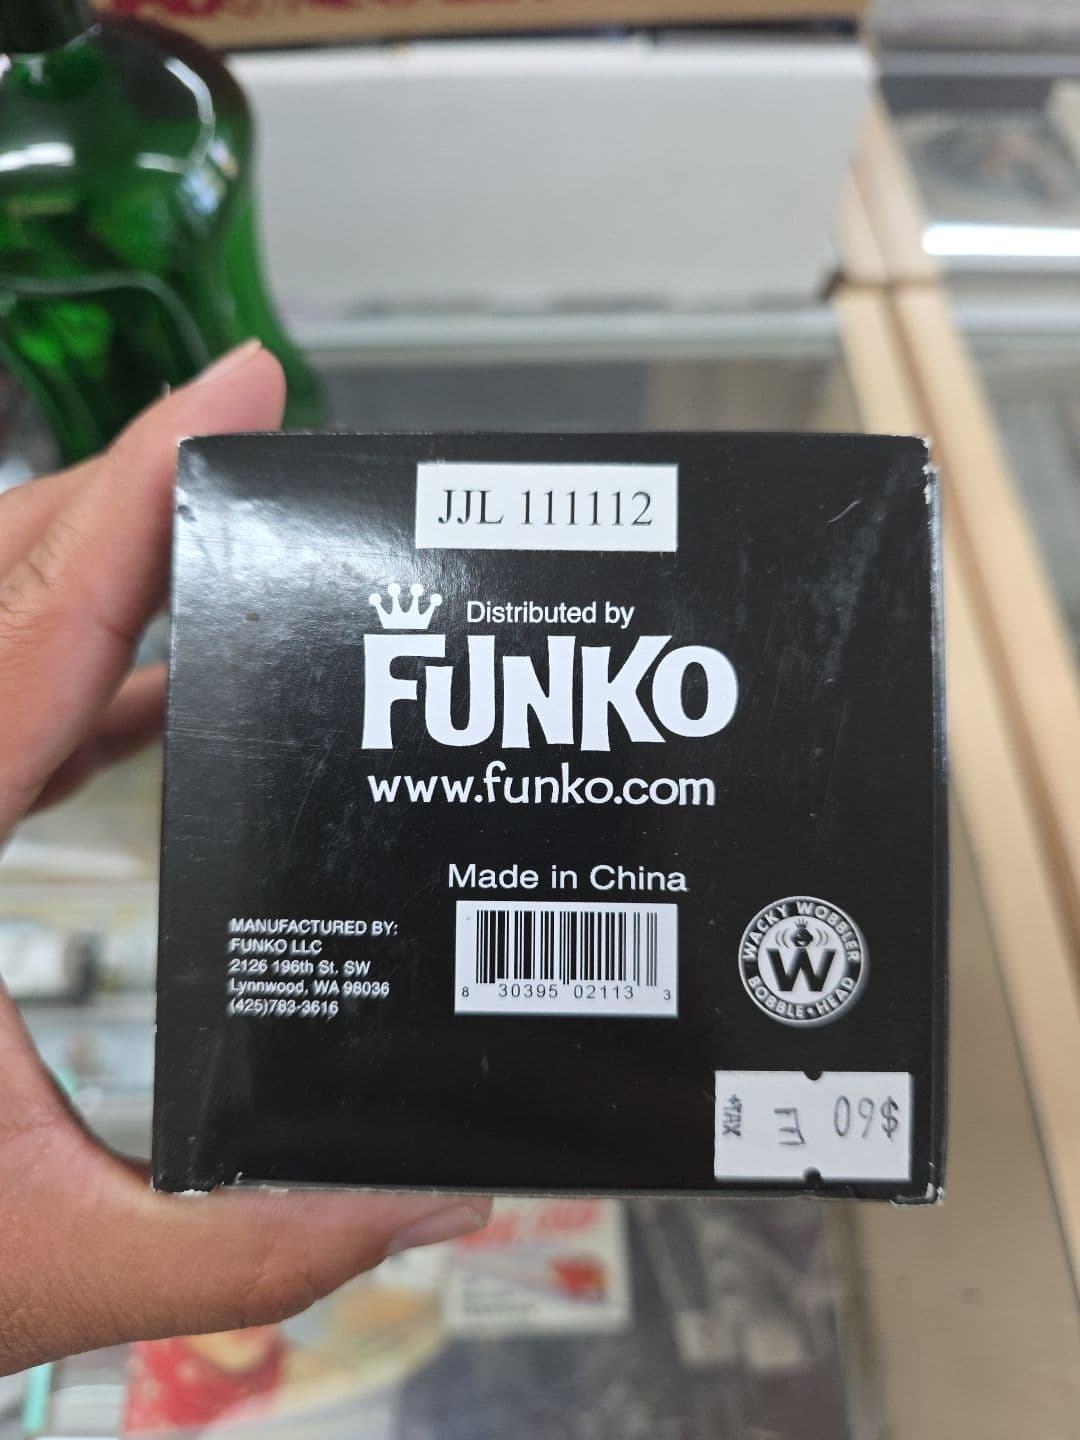 JJL 111112
Distributed by
FUNKO
www.funko.com
Made in China
MANUFACTURED BY:
FUNKO LLC
2126 196th St. SW
Lynnwood, WA 98036
(425)783-3616
8 30395 02113 3
WACKY WOBBLER
W
BOBBLE • HEAD
$60
+TAX